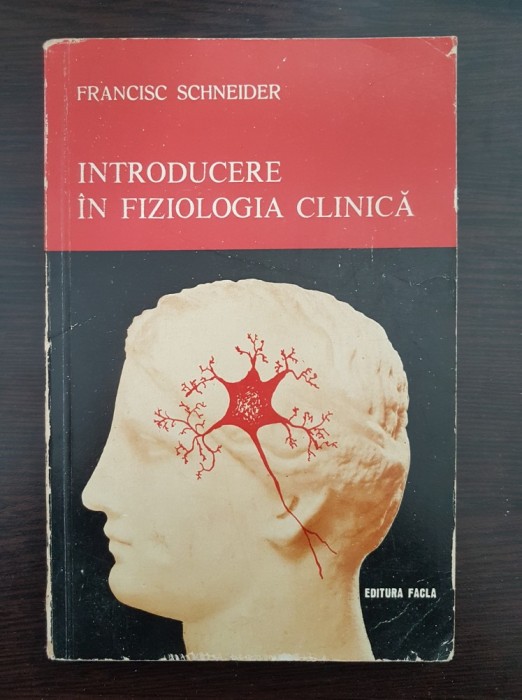 FRANCISC SCHNEIDER
INTRODUCERE
ÎN FIZIOLOGIA CLINICĂ
EDITURA FACLA